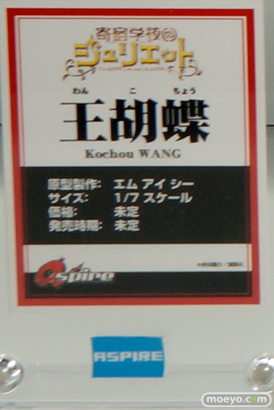 寄宿学校の
ジュリエット
わん こ ちょう
王胡蝶
Kochou WANG
原型製作: エム アイ シー
サイズ: 1/7 スケール
価格: 未定
発売時期: 未定
aspire
ASPIRE
moeyo.com